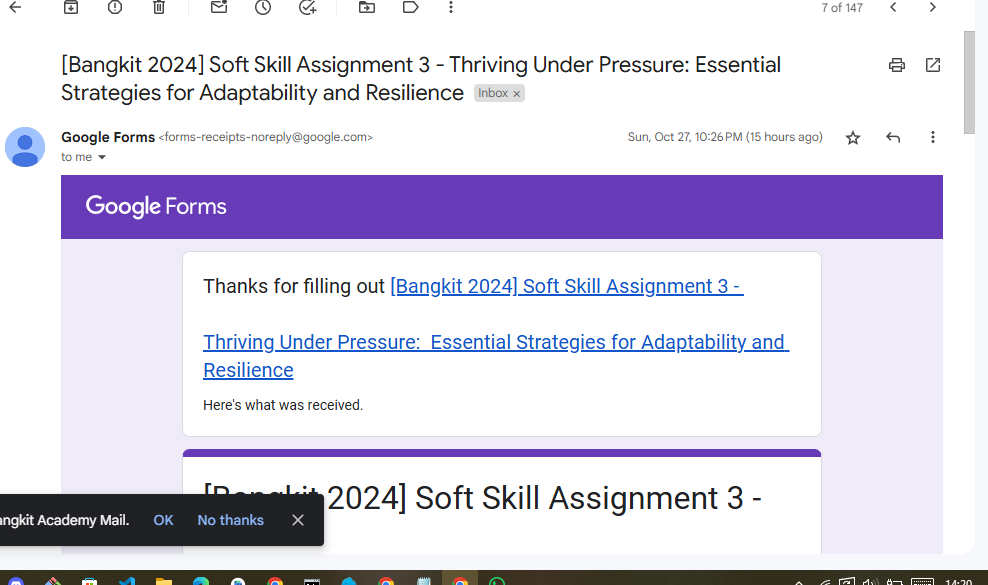 7 of 147
[Bangkit 2024] Soft Skill Assignment 3 - Thriving Under Pressure: Essential
Strategies for Adaptability and Resilience Inbox ×
Google Forms <forms-receipts-noreply@google.com>
Sun, Oct 27, 10:26 PM (15 hours ago)
to me
Google Forms
Thanks for filling out [Bangkit 2024] Soft Skill Assignment 3 -
Thriving Under Pressure: Essential Strategies for Adaptability and
Resilience
Here's what was received.
[Bangkit 2024] Soft Skill Assignment 3 -
angkit Academy Mail. OK No thanks
14:20